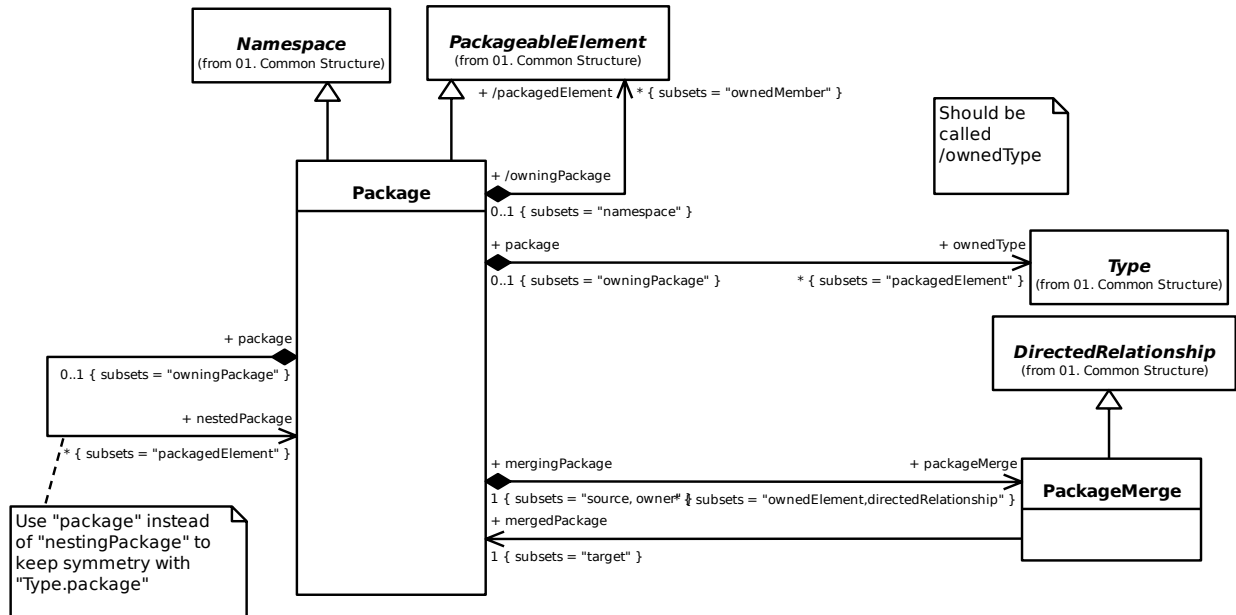 Namespace
(from 01. Common Structure)
PackageableElement
(from 01. Common Structure)
+ /packagedElement
* { subsets = "ownedMember" }
Should be
called
/ownedType
Package
+ /owningPackage
0..1 { subsets = "namespace" }
+ package
0..1 { subsets = "owningPackage" }
+ ownedType
* { subsets = "packagedElement" }
Type
(from 01. Common Structure)
+ package
0..1 { subsets = "owningPackage" }
+ nestedPackage
* { subsets = "packagedElement" }
DirectedRelationship
(from 01. Common Structure)
+ mergingPackage
1 { subsets = "source, owner" }
+ packageMerge
* { subsets = "ownedElement,directedRelationship" }
PackageMerge
+ mergedPackage
1 { subsets = "target" }
Use "package" instead
of "nestingPackage" to
keep symmetry with
"Type.package"